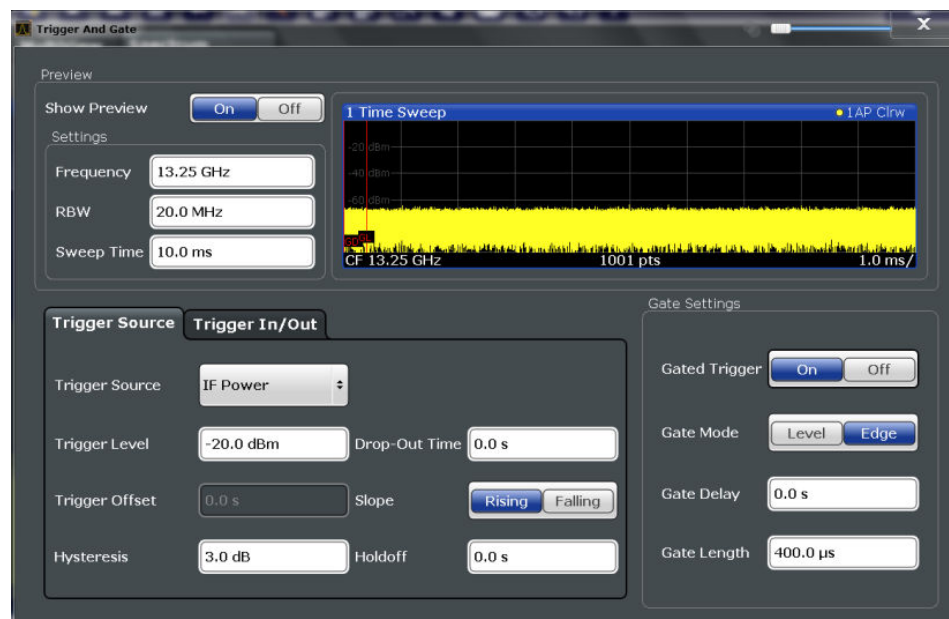 Trigger And Gate
X
Preview
Show Preview On Off
Settings
Frequency 13.25 GHz
RBW 20.0 MHz
Sweep Time 10.0 ms
1 Time Sweep 1AP Clrw
-20 dBm
-40 dBm
-60 dBm
CF 13.25 GHz 1001 pts 1.0 ms/
Trigger Source Trigger In/Out
Trigger Source IF Power
Trigger Level -20.0 dBm Drop-Out Time 0.0 s
Trigger Offset 0.0 s Slope Rising Falling
Hysteresis 3.0 dB Holdoff 0.0 s
Gate Settings
Gated Trigger On Off
Gate Mode Level Edge
Gate Delay 0.0 s
Gate Length 400.0 µs